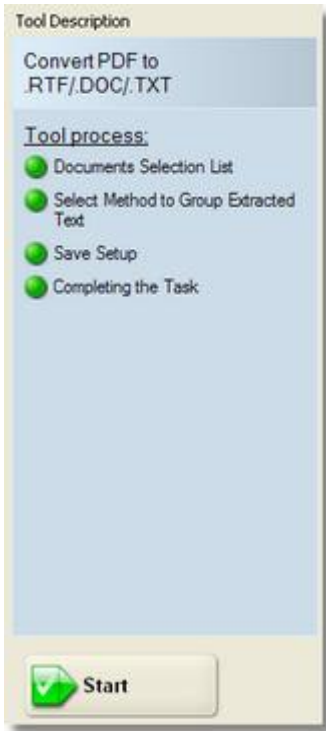 Tool Description
Convert PDF to
.RTF/.DOC/.TXT
Tool process:
Documents Selection List
Select Method to Group Extracted
Text
Save Setup
Completing the Task
Start